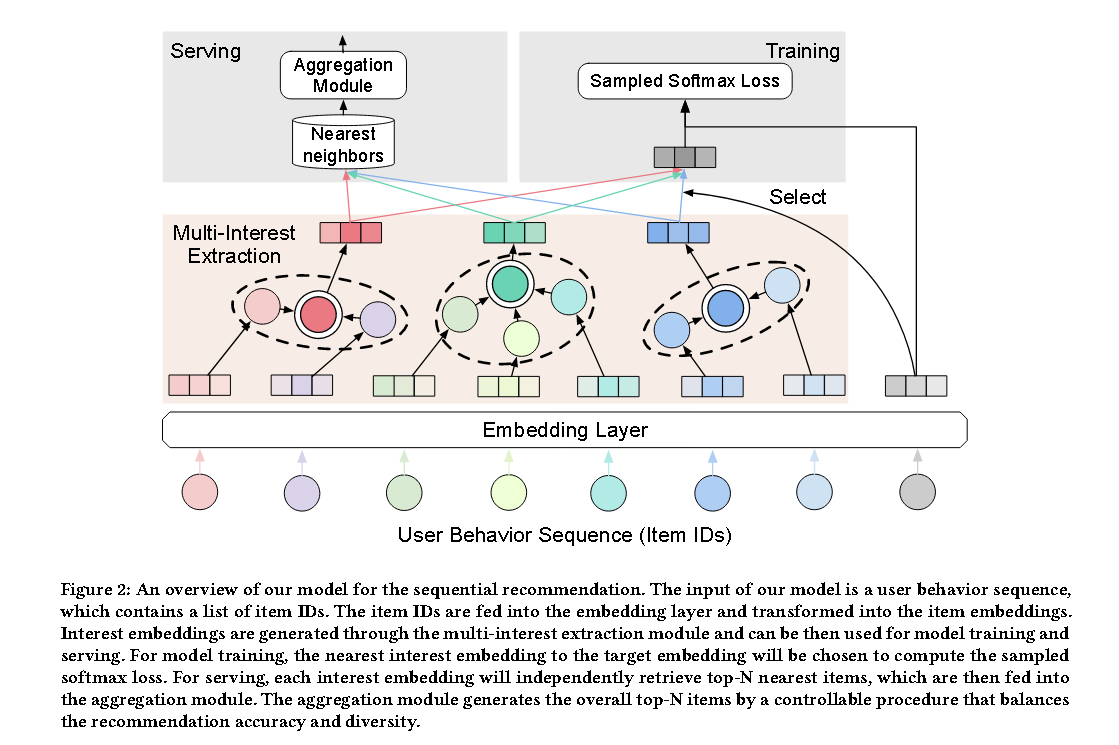 Serving
Training
Aggregation
Module
Sampled Softmax Loss
Nearest
neighbors
Select
Multi-Interest
Extraction
Embedding Layer
User Behavior Sequence (Item IDs)
Figure 2: An overview of our model for the sequential recommendation. The input of our model is a user behavior sequence,
which contains a list of item IDs. The item IDs are fed into the embedding layer and transformed into the item embeddings.
Interest embeddings are generated through the multi-interest extraction module and can be then used for model training and
serving. For model training, the nearest interest embedding to the target embedding will be chosen to compute the sampled
softmax loss. For serving, each interest embedding will independently retrieve top-N nearest items, which are then fed into
the aggregation module. The aggregation module generates the overall top-N items by a controllable procedure that balances
the recommendation accuracy and diversity.